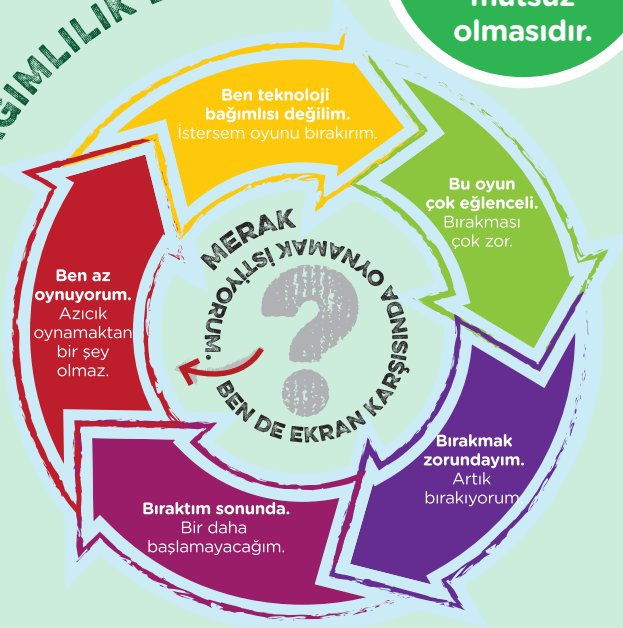 mutsuz
olmasıdır.
Ben teknoloji
bağımlısı değilim.
İstersem oyunu bırakırım.
Bu oyun
çok eğlenceli.
Bırakması
çok zor.
Bırakmak
zorundayım.
Artık
bırakıyorum
Bıraktım sonunda.
Bir daha
başlamayacağım.
Ben az
oynuyorum.
Azıcık
oynamaktan
bir şey
olmaz.
MERAK
BEN DE EKRAN KARŞISINDA OYNAMAK İSTİYORUM.
?